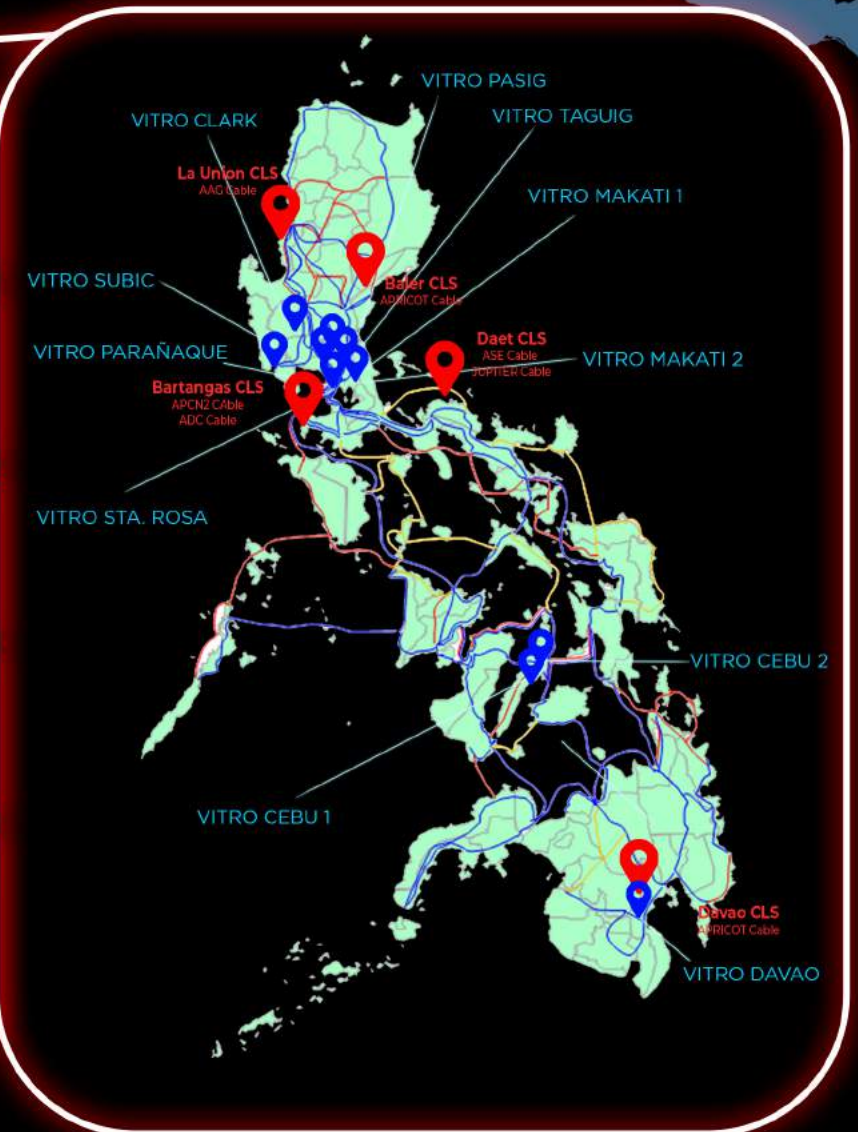 VITRO PASIG
VITRO CLARK
VITRO TAGUIG
La Union CLS
AAG Cable
VITRO MAKATI 1
VITRO SUBIC
Baler CLS
APRICOT Cable
VITRO PARAÑAQUE
Daet CLS
ASE Cable
JUPITER Cable
VITRO MAKATI 2
Bartangas CLS
APCN2 CAble
ADC Cable
VITRO STA. ROSA
VITRO CEBU 2
VITRO CEBU 1
Davao CLS
APRICOT Cable
VITRO DAVAO